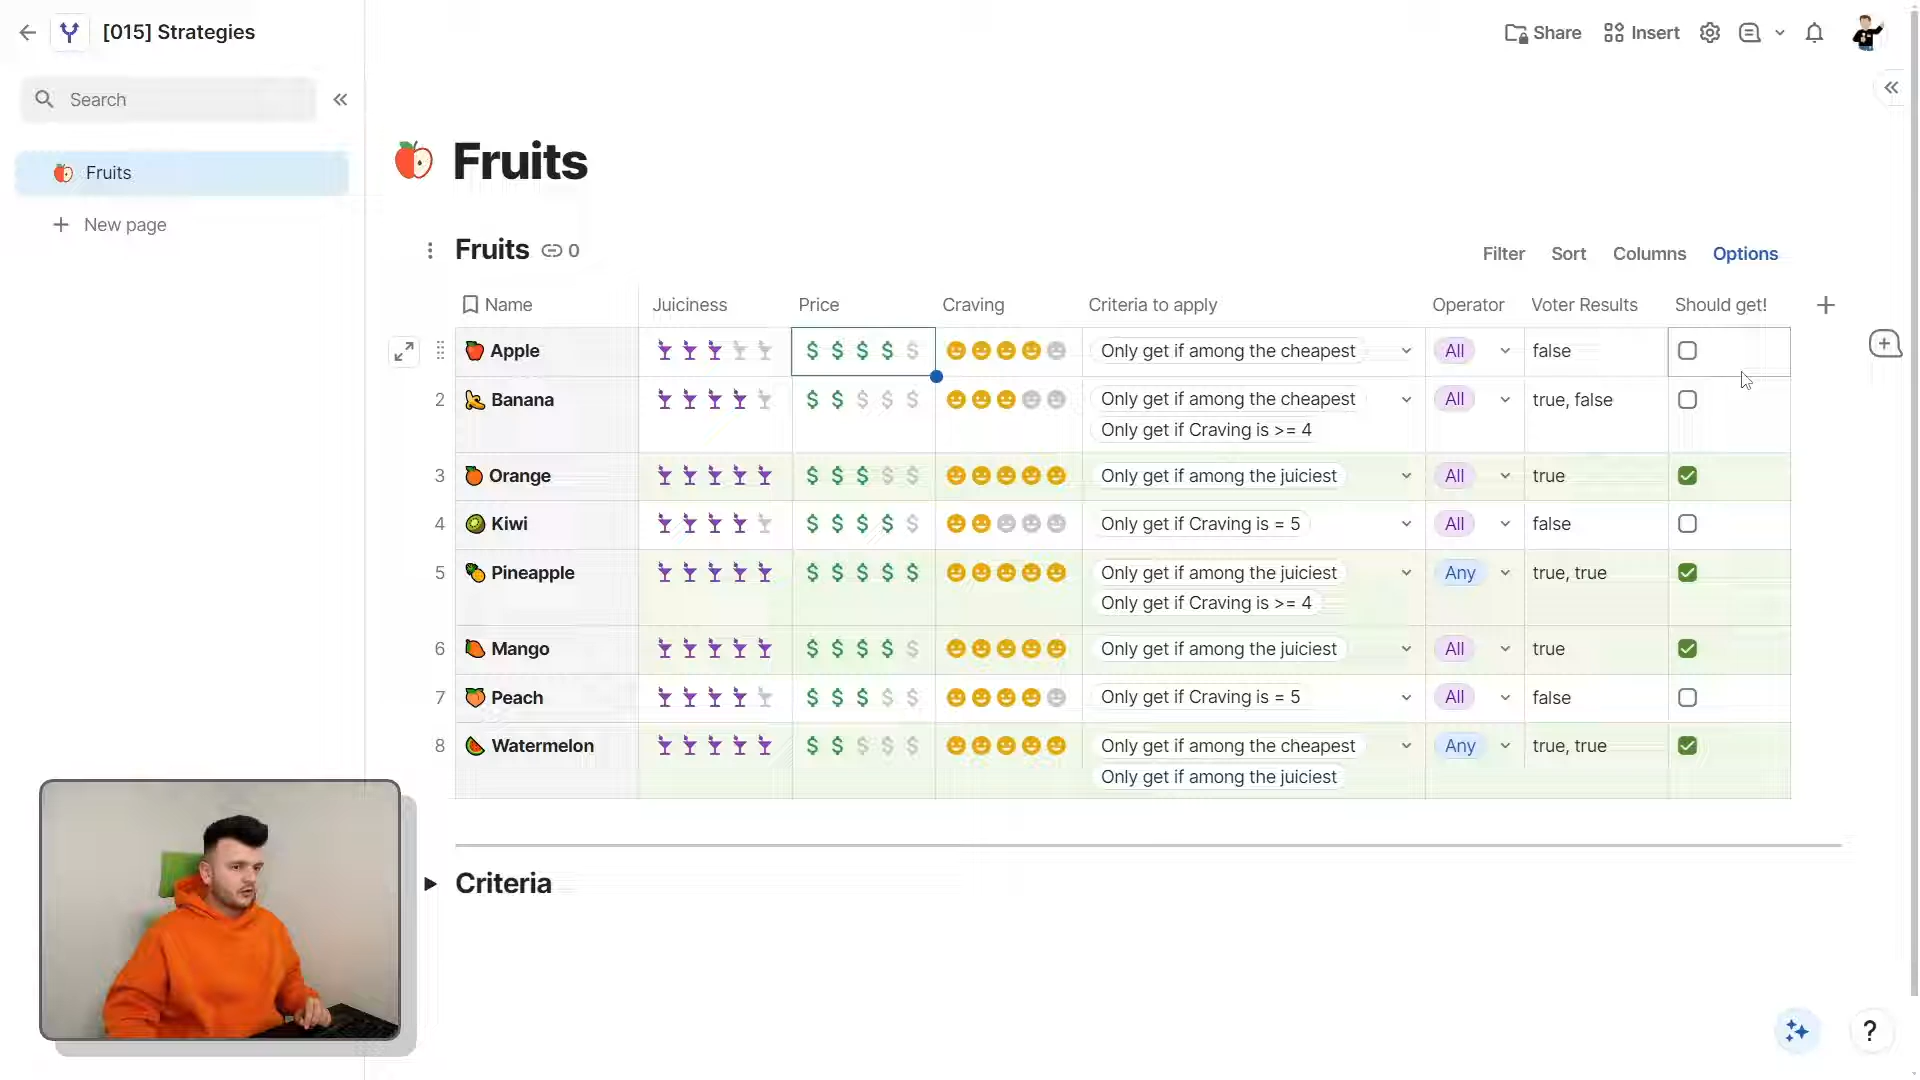 [015] Strategies
Share
Insert
Search
Fruits
New page
Fruits
Fruits 0
Filter Sort Columns Options
Name Juiciness Price Craving Criteria to apply Operator Voter Results Should get!
Apple $ $ $ $ $ Only get if among the cheapest All false
2 Banana $ $ $ $ $ Only get if among the cheapest All true, false
Only get if Craving is >= 4
3 Orange $ $ $ $ $ Only get if among the juiciest All true
4 Kiwi $ $ $ $ $ Only get if Craving is = 5 All false
5 Pineapple $ $ $ $ $ Only get if among the juiciest Any true, true
Only get if Craving is >= 4
6 Mango $ $ $ $ $ Only get if among the juiciest All true
7 Peach $ $ $ $ $ Only get if Craving is = 5 All false
8 Watermelon $ $ $ $ $ Only get if among the cheapest Any true, true
Only get if among the juiciest
Criteria
?